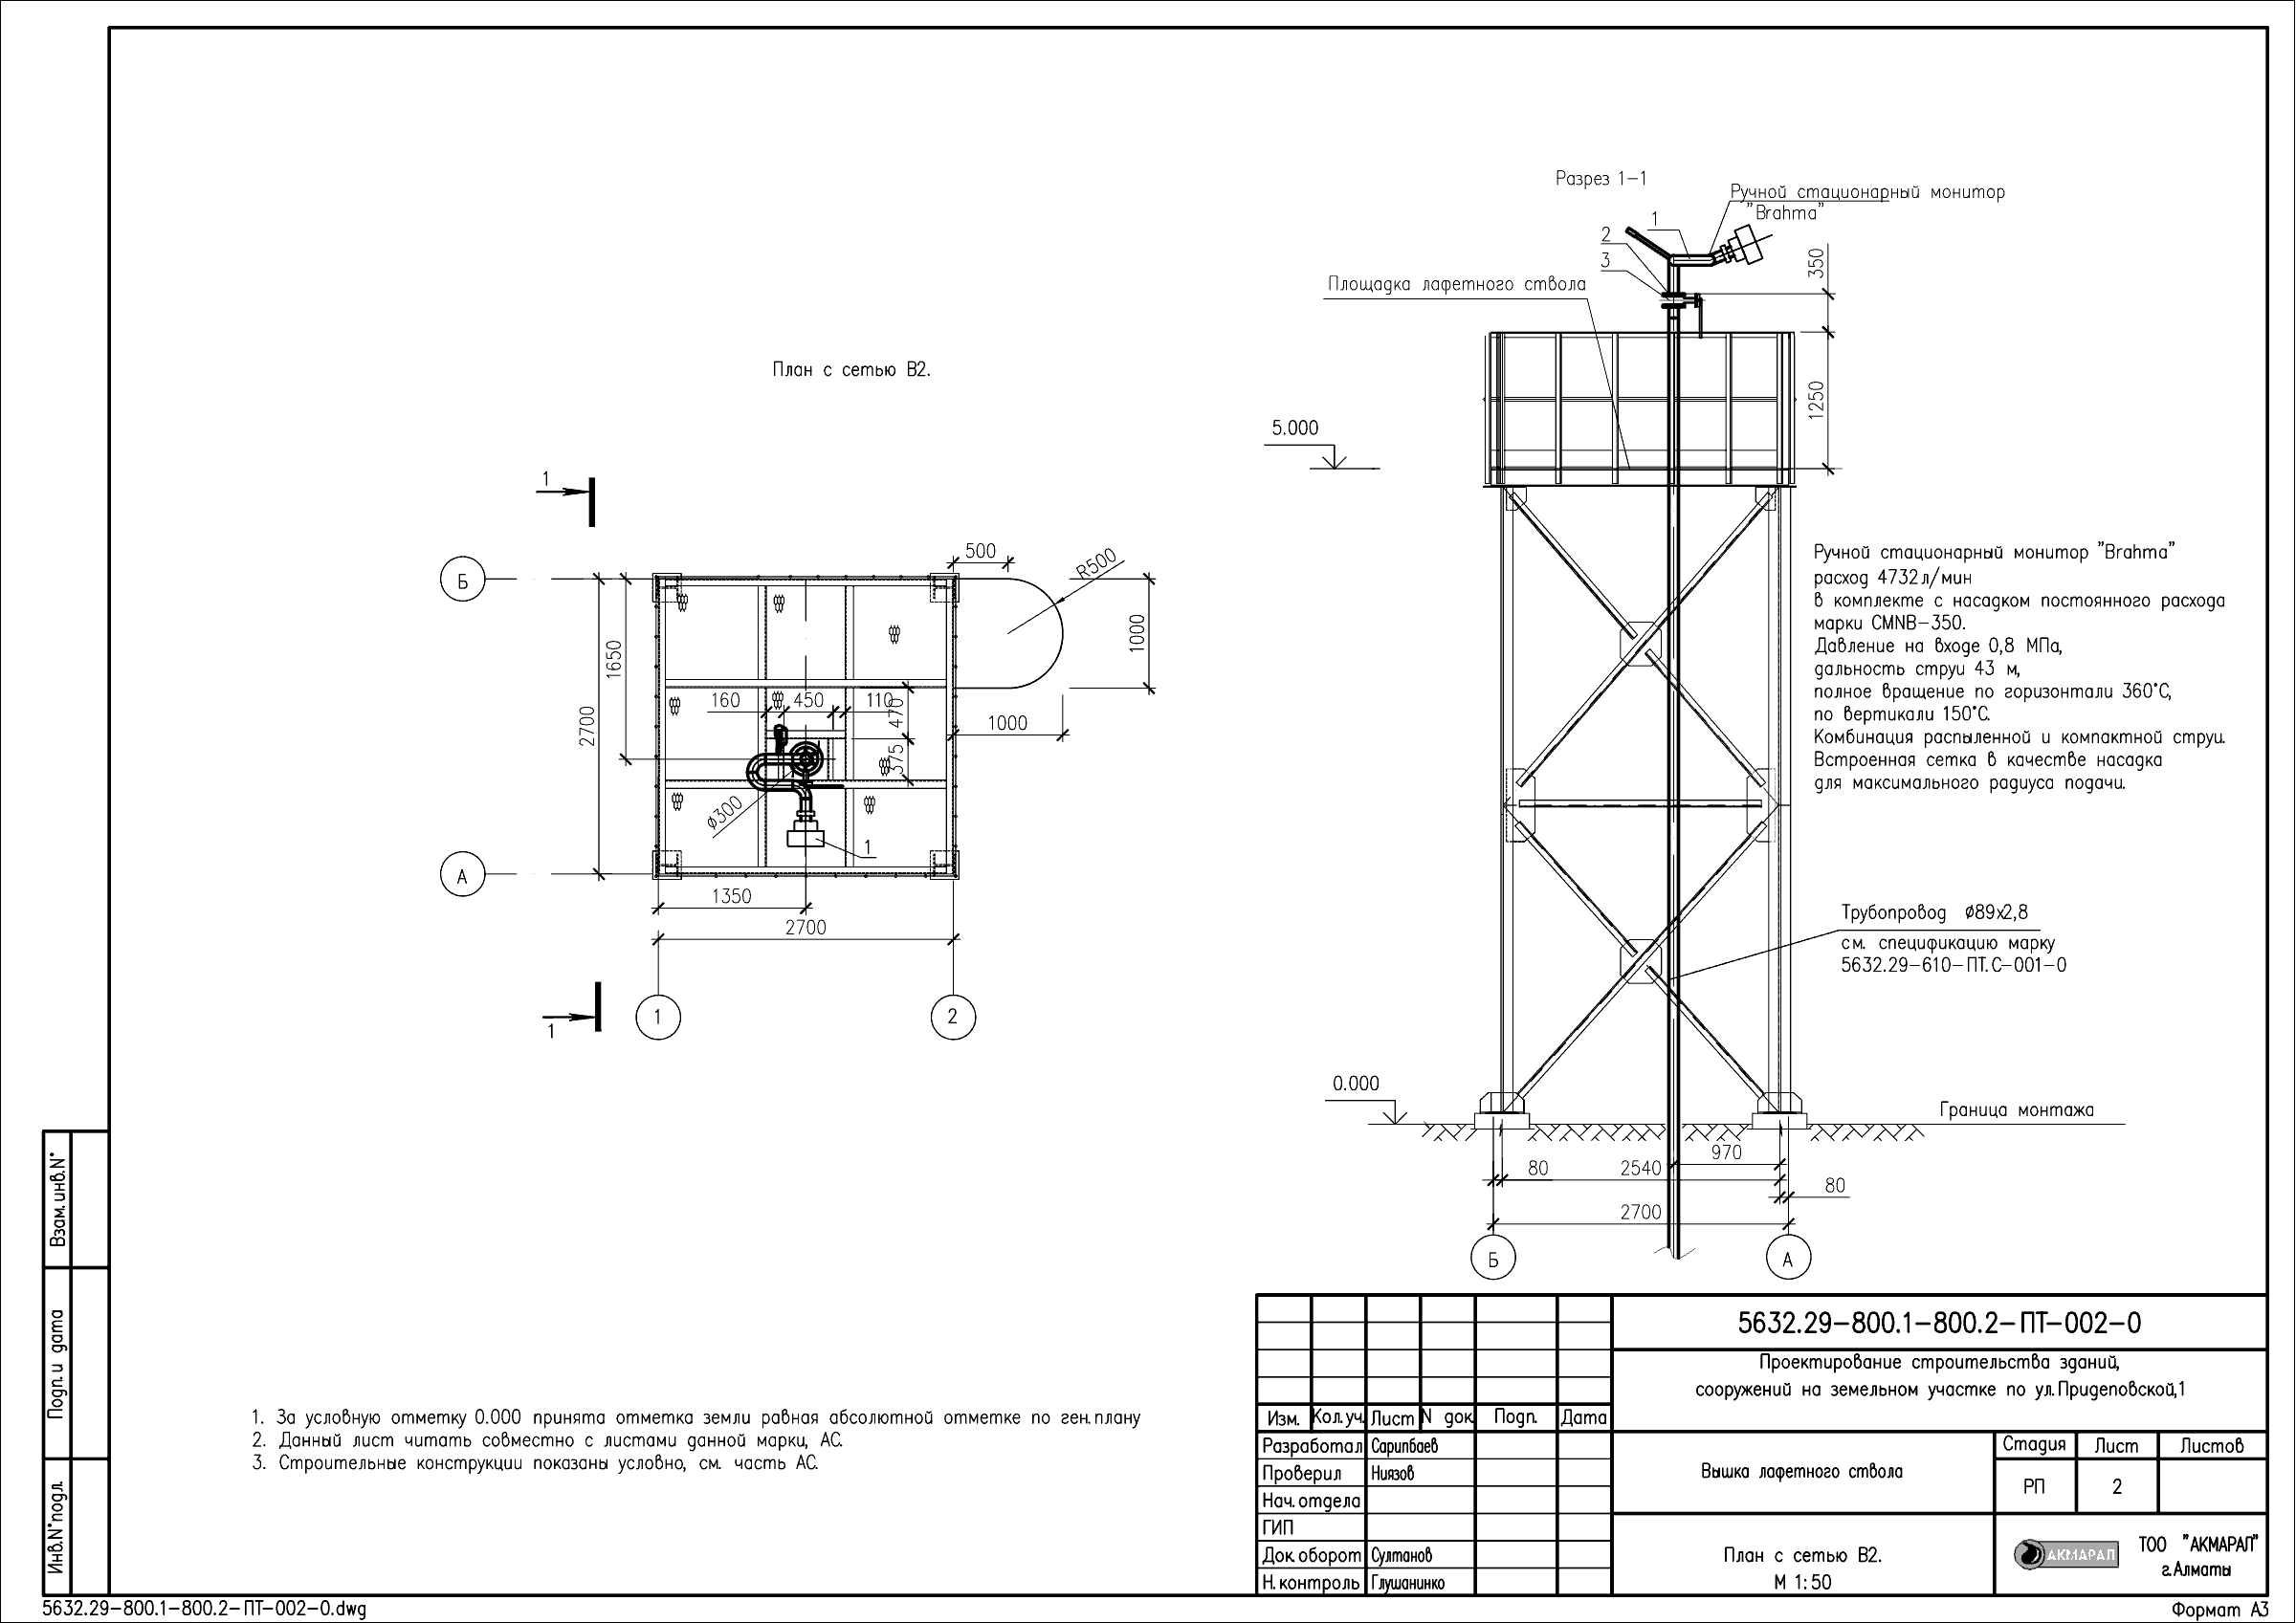 Разрез 1-1
Ручной стационарный монитор
"Brahma"
1
2
3
350
Площадка лафетного ствола
План с сетью В2.
1250
5.000
1
Б
500
R500
1000
1650
2700
160
450
110
470
375
1000
Ø300
1
А
1350
2700
1
1
2
Ручной стационарный монитор "Brahma"
расход 4732 л/мин
в комплекте с насадком постоянного расхода
марки CMNB-350.
Давление на входе 0,8 МПа,
дальность струи 43 м,
полное вращение по горизонтали 360°С,
по вертикали 150°С.
Комбинация распыленной и компактной струи.
Встроенная сетка в качестве насадка
для максимального радиуса подачи.
Трубопровод Ø89х2,8
см. спецификацию марку
5632.29-610-ПТ.С-001-0
0.000
Граница монтажа
970
80
2540
80
2700
Б
А
1. За условную отметку 0.000 принята отметка земли равная абсолютной отметке по ген.плану
2. Данный лист читать совместно с листами данной марки, АС.
3. Строительные конструкции показаны условно, см. часть АС.
Взам.инв.N°
Подп.и дата
Инв.N°подл.
5632.29-800.1-800.2-ПТ-002-0
Проектирование строительства зданий,
сооружений на земельном участке по ул.Придеповской,1
Изм. Кол.уч. Лист N док. Подп. Дата
Разработал Сарипбаев
Проверил Ниязов
Нач.отдела
ГИП
Док.оборот Султанов
Н.контроль Глушанинко
Вышка лафетного ствола
Стадия Лист Листов
РП 2
План с сетью В2.
М 1:50
АКМАРАЛ
ТОО "АКМАРАЛ"
г.Алматы
5632.29-800.1-800.2-ПТ-002-0.dwg
Формат А3